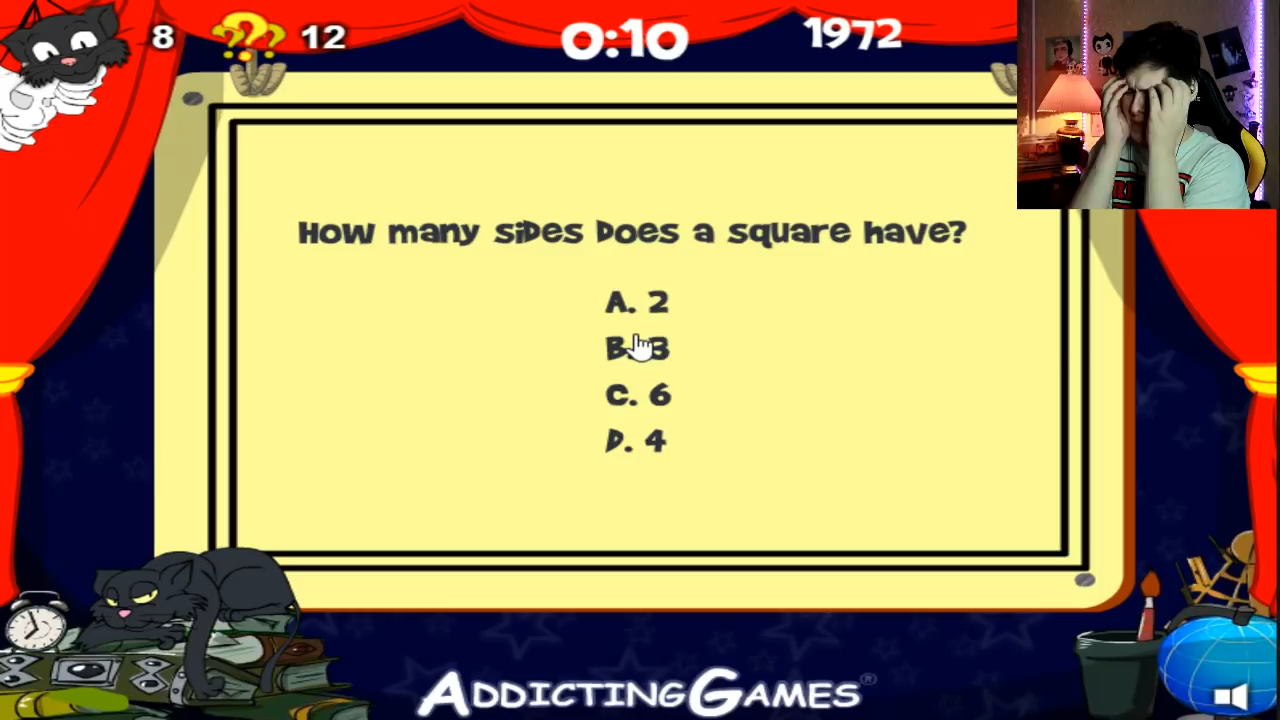 8 ??? 12 0:10 1972
How many sides does a square have?
A. 2
B. 3
C. 6
D. 4
ADDICTINGGAMES®